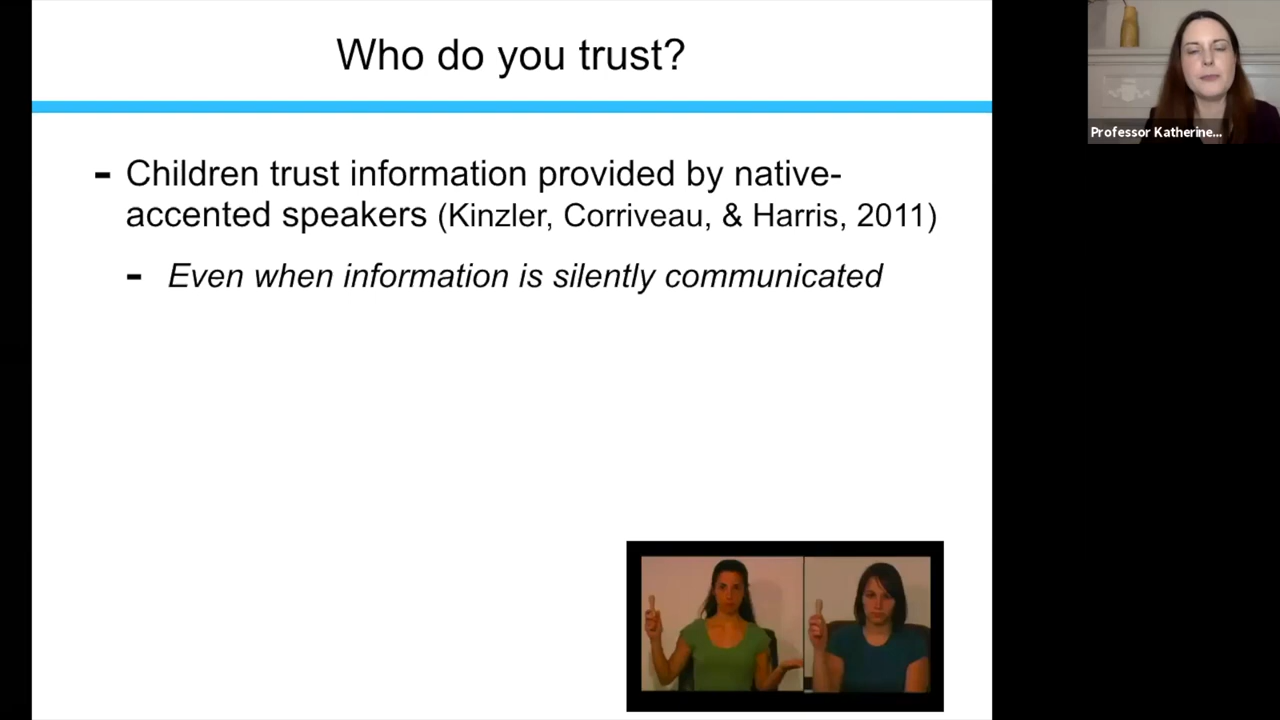 Who do you trust?
- Children trust information provided by native-
accented speakers (Kinzler, Corriveau, & Harris, 2011)
- Even when information is silently communicated
Professor Katherine...